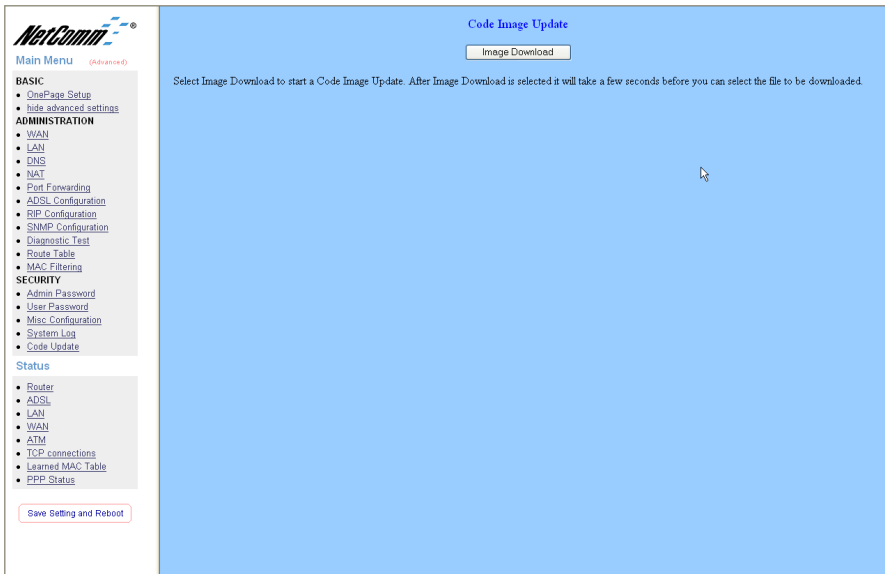 NetComm®
Main Menu (Advanced)
BASIC
OnePage Setup
hide advanced settings
ADMINISTRATION
WAN
LAN
DNS
NAT
Port Forwarding
ADSL Configuration
RIP Configuration
SNMP Configuration
Diagnostic Test
Route Table
MAC Filtering
SECURITY
Admin Password
User Password
Misc Configuration
System Log
Code Update
Status
Router
ADSL
LAN
WAN
ATM
TCP connections
Learned MAC Table
PPP Status
Save Setting and Reboot
Code Image Update
Image Download
Select Image Download to start a Code Image Update. After Image Download is selected it will take a few seconds before you can select the file to be downloaded.